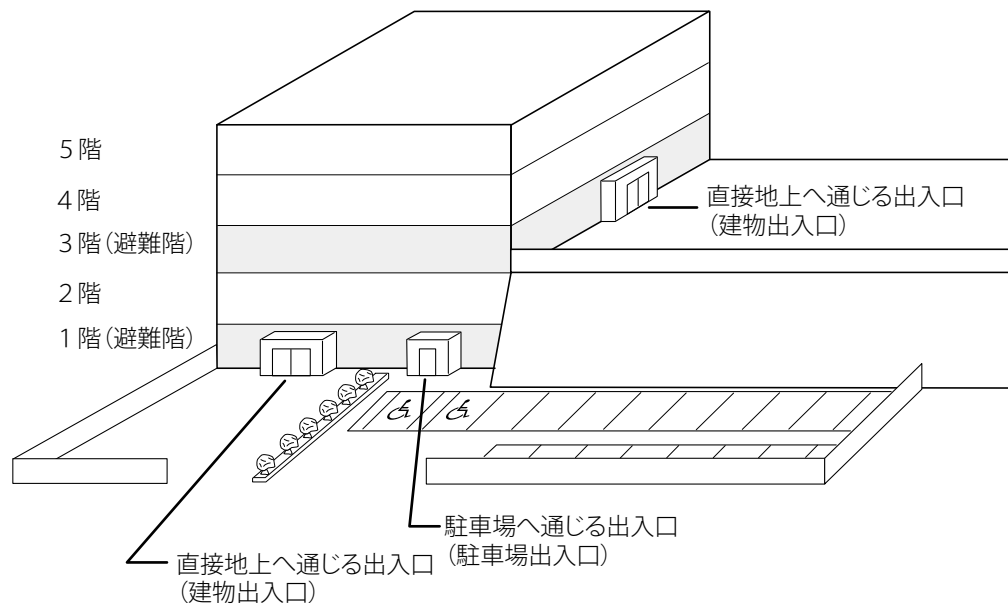 5階
4階
3階(避難階)
2階
1階(避難階)
直接地上へ通じる出入口
(建物出入口)
駐車場へ通じる出入口
(駐車場出入口)
直接地上へ通じる出入口
(建物出入口)